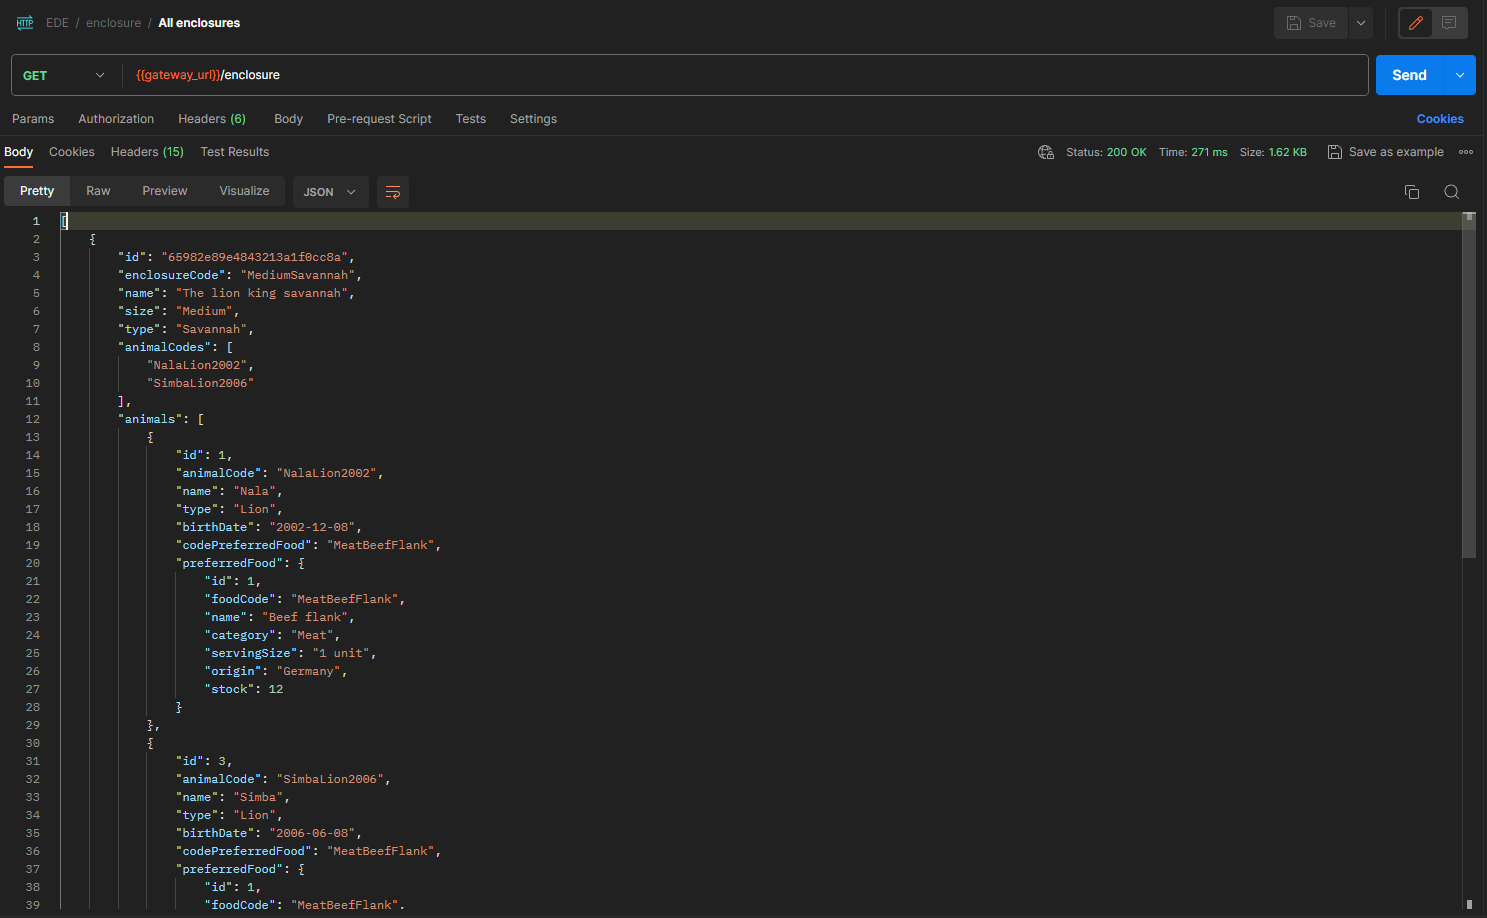 HTTP EDE / enclosure / All enclosures Save
GET {{gateway_url}}/enclosure Send
Params Authorization Headers (6) Body Pre-request Script Tests Settings Cookies
Body Cookies Headers (15) Test Results Status: 200 OK Time: 271 ms Size: 1.62 KB Save as example
Pretty Raw Preview Visualize JSON
1 [
2 {
3 "id": "65982e89e4843213a1f0cc8a",
4 "enclosureCode": "MediumSavannah",
5 "name": "The lion king savannah",
6 "size": "Medium",
7 "type": "Savannah",
8 "animalCodes": [
9 "NalaLion2002",
10 "SimbaLion2006"
11 ],
12 "animals": [
13 {
14 "id": 1,
15 "animalCode": "NalaLion2002",
16 "name": "Nala",
17 "type": "Lion",
18 "birthDate": "2002-12-08",
19 "codePreferredFood": "MeatBeefFlank",
20 "preferredFood": {
21 "id": 1,
22 "foodCode": "MeatBeefFlank",
23 "name": "Beef flank",
24 "category": "Meat",
25 "servingSize": "1 unit",
26 "origin": "Germany",
27 "stock": 12
28 }
29 },
30 {
31 "id": 3,
32 "animalCode": "SimbaLion2006",
33 "name": "Simba",
34 "type": "Lion",
35 "birthDate": "2006-06-08",
36 "codePreferredFood": "MeatBeefFlank",
37 "preferredFood": {
38 "id": 1,
39 "foodCode": "MeatBeefFlank",